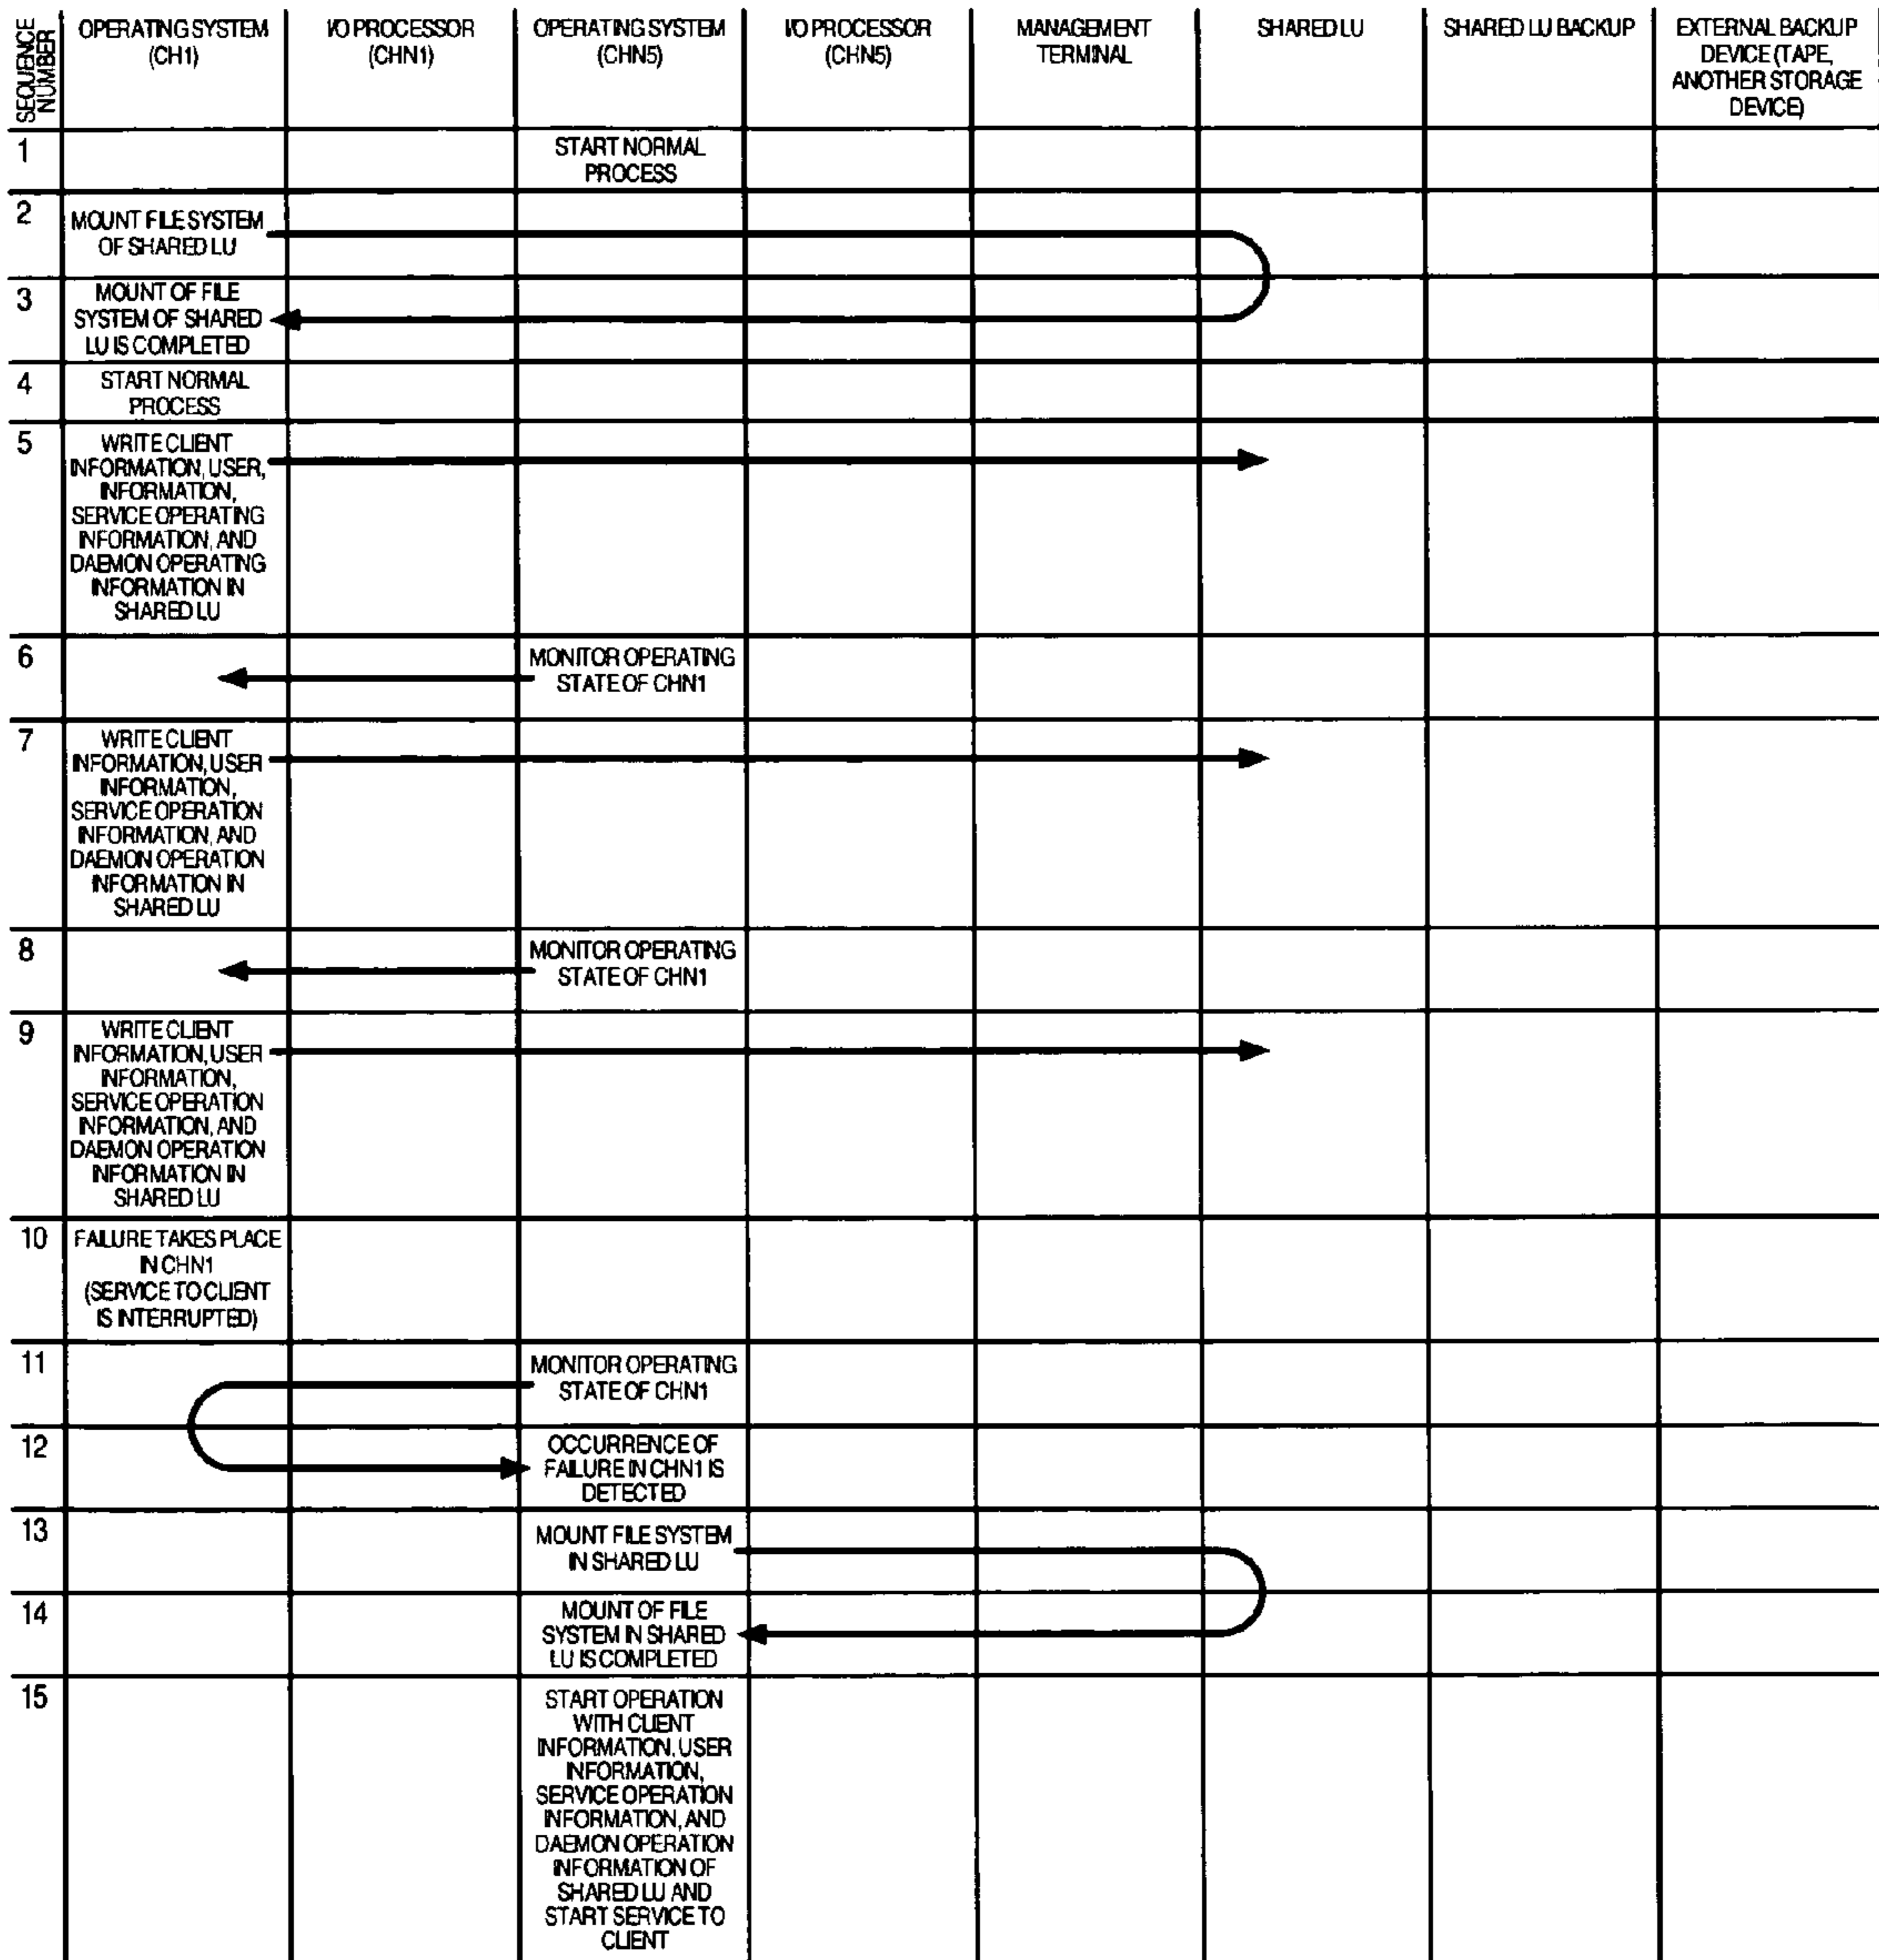 SEQUENCE
NUMBER
OPERATING SYSTEM
(CH1)
I/O PROCESSOR
(CHN1)
OPERATING SYSTEM
(CHN5)
I/O PROCESSOR
(CHN5)
MANAGEMENT
TERMINAL
SHARED LU
SHARED LU BACKUP
EXTERNAL BACKUP
DEVICE (TAPE,
ANOTHER STORAGE
DEVICE)
1
START NORMAL
PROCESS
2
MOUNT FILE SYSTEM
OF SHARED LU
3
MOUNT OF FILE
SYSTEM OF SHARED
LU IS COMPLETED
4
START NORMAL
PROCESS
5
WRITE CLIENT
INFORMATION, USER,
INFORMATION,
SERVICE OPERATING
INFORMATION, AND
DAEMON OPERATING
INFORMATION IN
SHARED LU
6
MONITOR OPERATING
STATE OF CHN1
7
WRITE CLIENT
INFORMATION, USER
INFORMATION,
SERVICE OPERATION
INFORMATION, AND
DAEMON OPERATION
INFORMATION IN
SHARED LU
8
MONITOR OPERATING
STATE OF CHN1
9
WRITE CLIENT
INFORMATION, USER
INFORMATION,
SERVICE OPERATION
INFORMATION, AND
DAEMON OPERATION
INFORMATION IN
SHARED LU
10
FAILURE TAKES PLACE
IN CHN1
(SERVICE TO CLIENT
IS INTERRUPTED)
11
MONITOR OPERATING
STATE OF CHN1
12
OCCURRENCE OF
FAILURE IN CHN1 IS
DETECTED
13
MOUNT FILE SYSTEM
IN SHARED LU
14
MOUNT OF FILE
SYSTEM IN SHARED
LU IS COMPLETED
15
START OPERATION
WITH CLIENT
INFORMATION, USER
INFORMATION,
SERVICE OPERATION
INFORMATION, AND
DAEMON OPERATION
INFORMATION OF
SHARED LU AND
START SERVICE TO
CLIENT